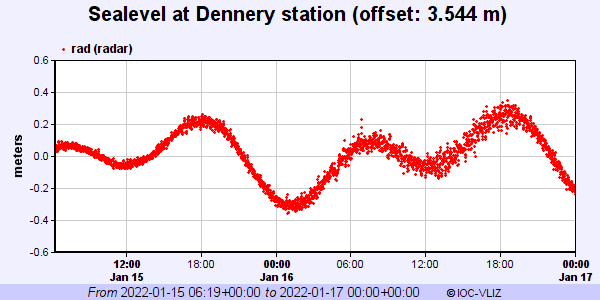 Sealevel at Dennery station (offset: 3.544 m)
rad (radar)
0.6
0.4
0.2
0.0
-0.2
-0.4
-0.6
meters
12:00 18:00 00:00 06:00 12:00 18:00 00:00
Jan 15 Jan 16 Jan 17
From 2022-01-15 06:19+00:00 to 2022-01-17 00:00+00:00 © IOC-VLIZ